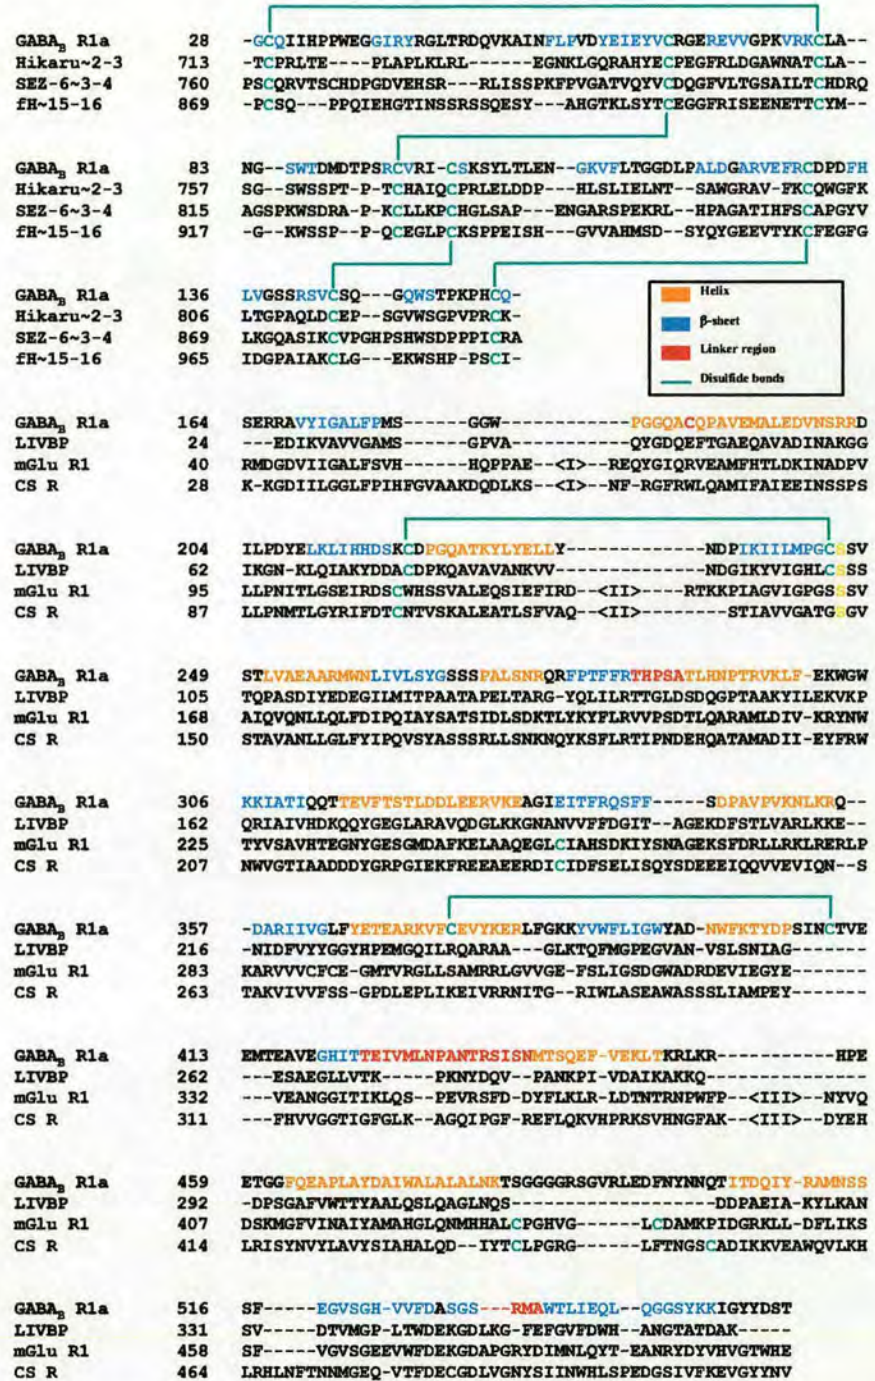 GABA_B R1a 28 -GCQIIHPPWEGGIRYRGLTRDQVKAINFLPVDYEIEYVCRGEREVVGPKVRKCLA--
Hikaru~2-3 713 -TCPRLTE---PLAPLKLRL------EGNKLGQRAHYECPEGFRLDGAWNATCLA--
SEZ-6~3-4 760 PSCQRVTSCHDPGDVEHSR---RLISSPKFPVGATVQYVCDQGFVLTGSAILTCHDRQ
fH~15-16 869 -PCSQ---PPQIEHGTINSSRSSQESY---AHGTKLSYTCEGGFRISEENETTCYM--
GABA_B R1a 83 NG--SWTDMDTPSRCVRI-CSKSYLTLEN---GKVFLTGGDLPALDGARVEFRCDPDFH
Hikaru~2-3 757 SG--SWSSPT-P-TCHAIQCPRLELDDP---HLSLIELNT---SAWGRAV-FKCQWGFK
SEZ-6~3-4 815 AGSPKWSDRA-P-KCLLKPCHGLSAP---ENGARSPEKRL--HPAGATIHFSCAPGYV
fH~15-16 917 -G--KWSSP--P-QCEGLPCKSPPEISH---GVVAHMSD---SYQYGEEVTYKCFEGFG
GABA_B R1a 136 LVGSSRSVCSQ---GQWSTPKPHCQ-
Hikaru~2-3 806 LTGPAQLDCEP--SGVWSGPVPRCK-
SEZ-6~3-4 869 LKGQASIKCVPGHPSHWSDPPPICRA
fH~15-16 965 IDGPAIAKCLG---EKWSHP-PSCI-
Helix
β-sheet
Linker region
Disulfide bonds
GABA_B R1a 164 SERRAVYIGALFPMS------GGW------------PGGQACQPAVEMALEDVNSRRD
LIVBP 24 ---EDIKVAVVGAMS------GPVA-----------QYGDQEFTGAEQAVADINAKGG
mGlu R1 40 RMDGDVIIGALFSVH------HQPPAE--<I>--REQYGIQRVEAMFHTLDKINADPV
CS R 28 K-KGDIILGGLFPIHFGVAAKDQDLKS--<I>--NF-RGFRWLQAMIFAIEEINSSPS
GABA_B R1a 204 ILPDYELKLIHHDSKCDPGQATKYLYELLY------------NDPIKIILMPGCSSV
LIVBP 62 IKGN-KLQIAKYDDACDPKQAVAVANKVV-------------NDGIKYVIGHLCSSS
mGlu R1 95 LLPNITLGSEIRDSCWHSSVALEQSIEFIRD--<II>----RTKKPIAGVIGPGSSSV
CS R 87 LLPNMTLGYRIFDTCNTVSKALEATLSFVAQ--<II>--------STIAVVGATGSGV
GABA_B R1a 249 STLVAEAARMWNLIVLSYGSSSPALSNRQRFPTFFRTHPSATLHNPTRVKLF-EKWGW
LIVBP 105 TQPASDIYEDEGILMITPAATAPELTARG-YQLILRTTGLDSDQGPTAAKYILEKVKP
mGlu R1 168 AIQVQNLLQLFDIPQIAYSATSIDLSDKTLYKYFLRVVPSDTLQARAMLDIV-KRYNW
CS R 150 STAVANLLGLFYIPQVSYASSSRLLSNKNQYKSFLRTIPNDEHQATAMADII-EYFRW
GABA_B R1a 306 KKIATIQQTTEVFTSTLDDLEERVKEAGIEITFRQSFF-----SDPAVPVKNLKRQ--
LIVBP 162 QRIAIVHDKQQYGEGLARAVQDGLKKGNANVVFFDGIT---AGEKDFSTLVARLKKE--
mGlu R1 225 TYVSAVHTEGNYGESGMDAFKELAAQEGLCIAHSDKIYSNAGEKSFDRLLRKLRERLP
CS R 207 NWVGTIAADDDYGRPGIEKFREEAEERDICIDFSELISQYSDEEEIQQVVEVIQN--S
GABA_B R1a 357 -DARIIVGLFYETEARKVFCEVYKERLFGKKYVWFLIGWYAD-NWFKTYDPSINCTVE
LIVBP 216 -NIDFVYYGGYHPEMGQILRQARAA---GLKTQFMGPEGVAN-VSLSNIAG-------
mGlu R1 283 KARVVVCFCE-GMTVRGLLSAMRRLGVVGE-FSLIGSDGWADRDEVIEGYE-------
CS R 263 TAKVIVVFSS-GPDLEPLIKEIVRRNITG--RIWLASEAWASSSLIAMPEY-------
GABA_B R1a 413 EMTEAVEGHITTEIVMLNPANTRSISNMTSQEF-VEKLTKRLKR----------HPE
LIVBP 262 ---ESAEGLLVTK-----PKNYDQV--PANKPI-VDAIKAKKQ-------------
mGlu R1 332 ---VEANGGITIKLQS--PEVRSFD-DYFLKLR-LDTNTRNPWFP--<III>--NYVQ
CS R 311 ---FHVVGGTIGFGLK--AGQIPGF-REFLQKVHPRKSVHNGFAK--<III>--DYEH
GABA_B R1a 459 ETGGFQEAPLAYDAIWALALALNKTSGGGGRSGVRLEDFNYNNQTITDQIY-RAMNSS
LIVBP 292 -DPSGAFVWTTYAALQSLQAGLNQS-----------------DDPAEIA-KYLKAN
mGlu R1 407 DSKMGFVINAIYAMAHGLQNMHHALCPGHVG------LCDAMKPIDGRKLL-DFLIKS
CS R 414 LRISYNVYLAVYSIAHALQD--IYTCLPGRG------LFTNGSCADIKKVEAWQVLKH
GABA_B R1a 516 SF-----EGVSGH-VVFDASGS---RMAWTLIEQL--QGGSYKKIGYYDST
LIVBP 331 SV-----DTVMGP-LTWDEKGDLKG-FEFGVFDWH---ANGTATDAK-----
mGlu R1 458 SF-----VGVSGEEVWFDEKGDAPGRYDIMNLQYT-EANRYDYVHVGTWHE
CS R 464 LRHLNFTNNMGEQ-VTFDECGDLVGNYSIINWHLSPEDGSIVFKEVGYYNV